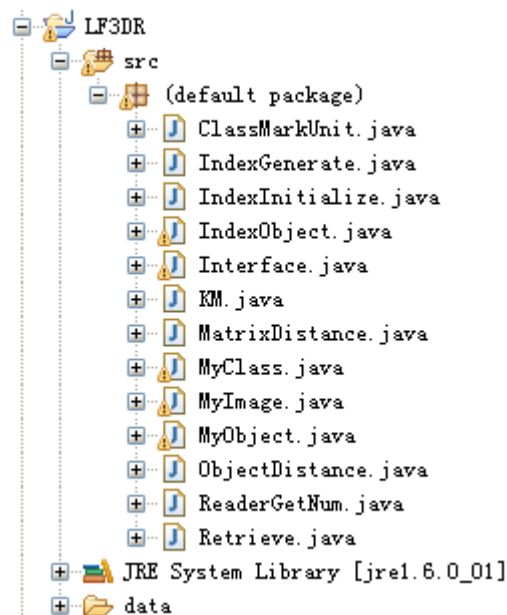 LF3DR
src
(default package)
ClassMarkUnit.java
IndexGenerate.java
IndexInitialize.java
IndexObject.java
Interface.java
KM.java
MatrixDistance.java
MyClass.java
MyImage.java
MyObject.java
ObjectDistance.java
ReaderGetNum.java
Retrieve.java
JRE System Library [jre1.6.0_01]
data